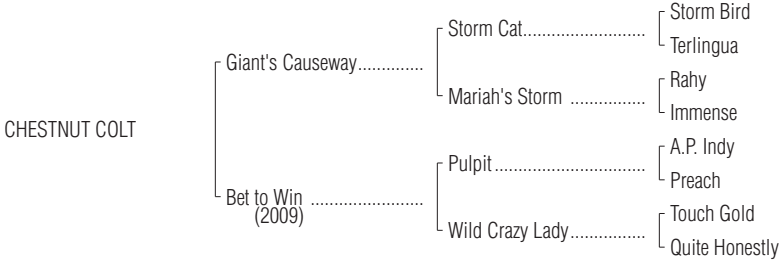 Storm Bird
Storm Cat..........................
Terlingua
Giant's Causeway..............
Rahy
Mariah's Storm ................
Immense
CHESTNUT COLT
A.P. Indy
Pulpit................................
Preach
Bet to Win ........................
(2009)
Touch Gold
Wild Crazy Lady................
Quite Honestly